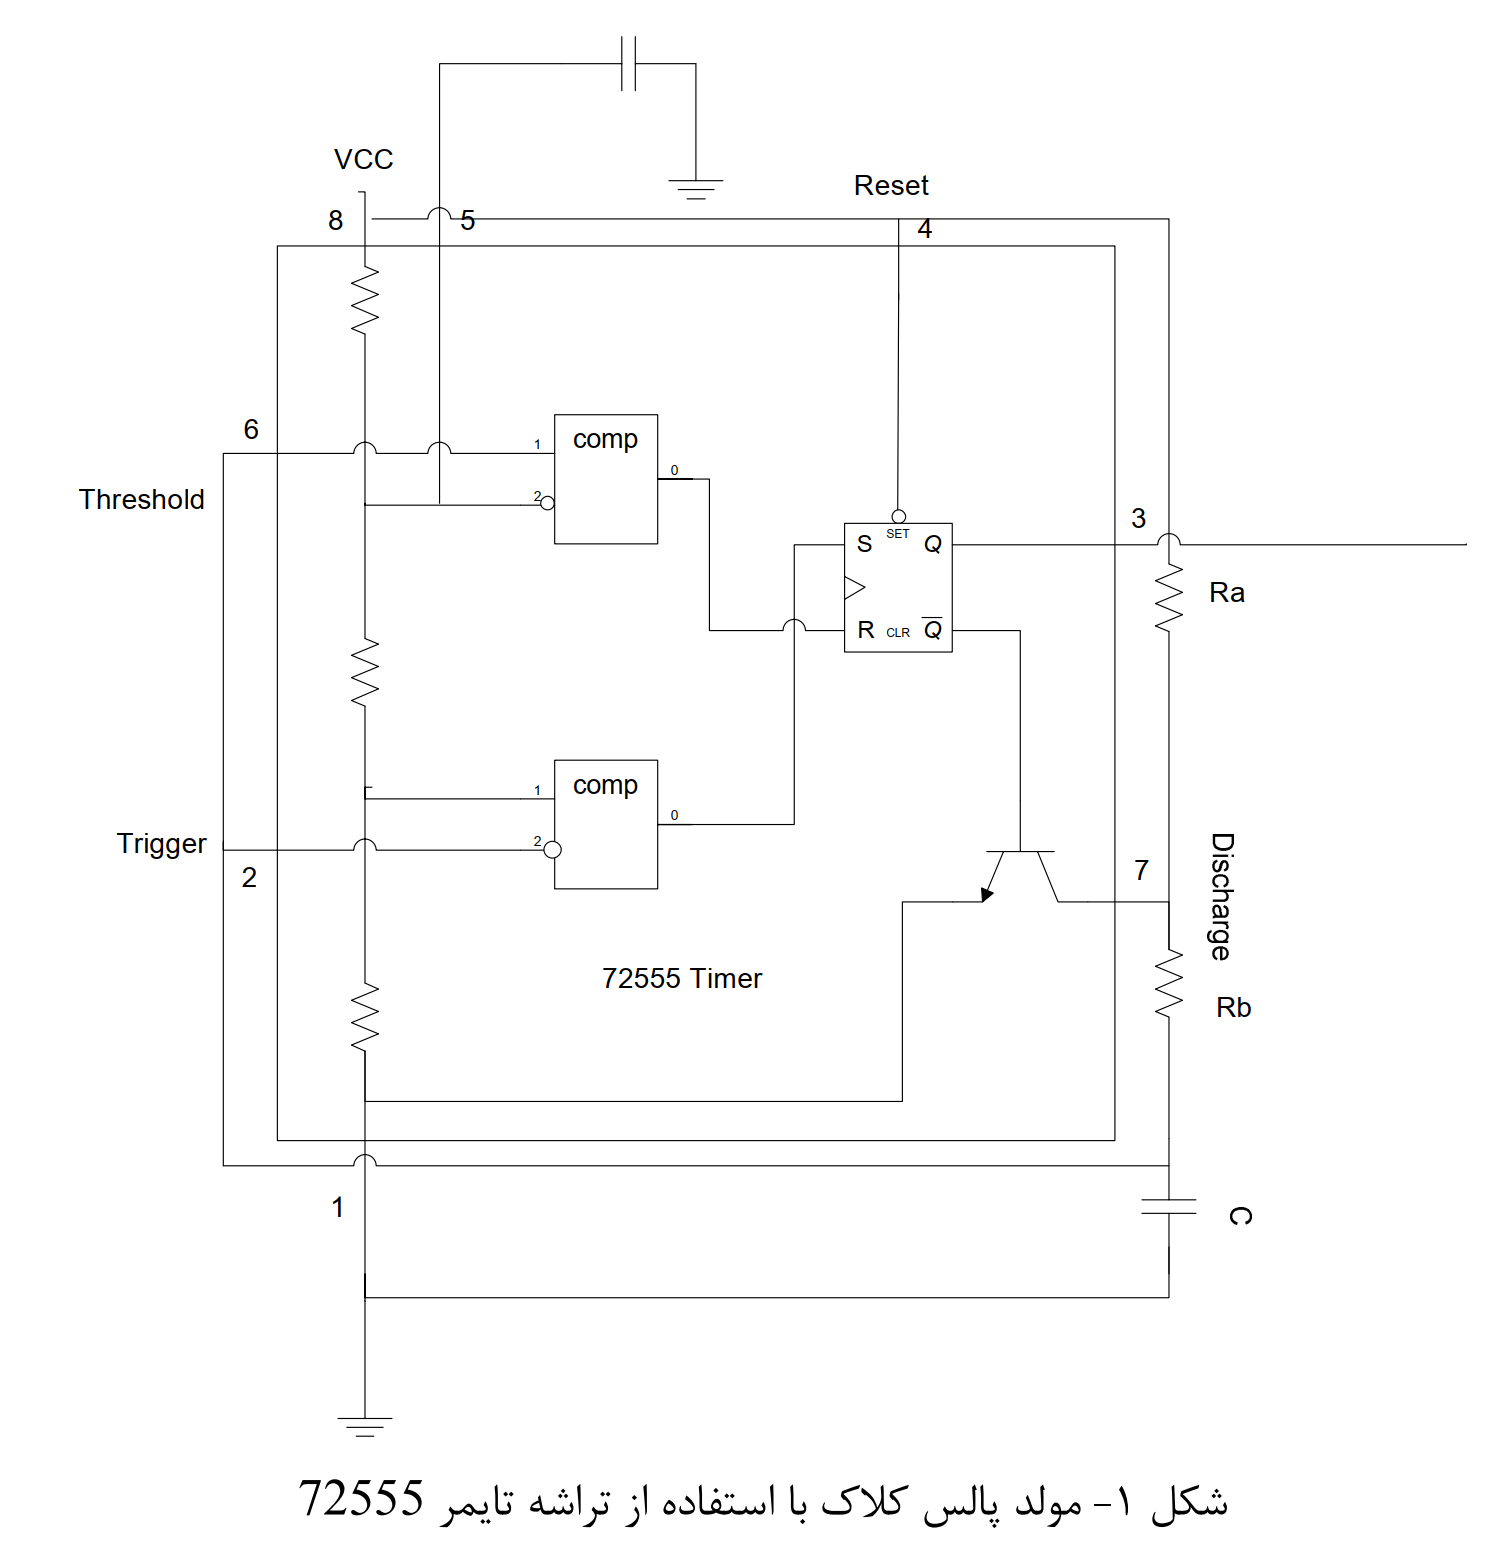 VCC
Reset
8
5
4
6
1
comp
0
2
Threshold
3
S
SET
Q
Ra
R
CLR
Q
1
comp
0
2
Trigger
2
7
Discharge
72555 Timer
Rb
1
C
شکل ۱- مولد پالس کلاک با استفاده از تراشه تایمر 72555